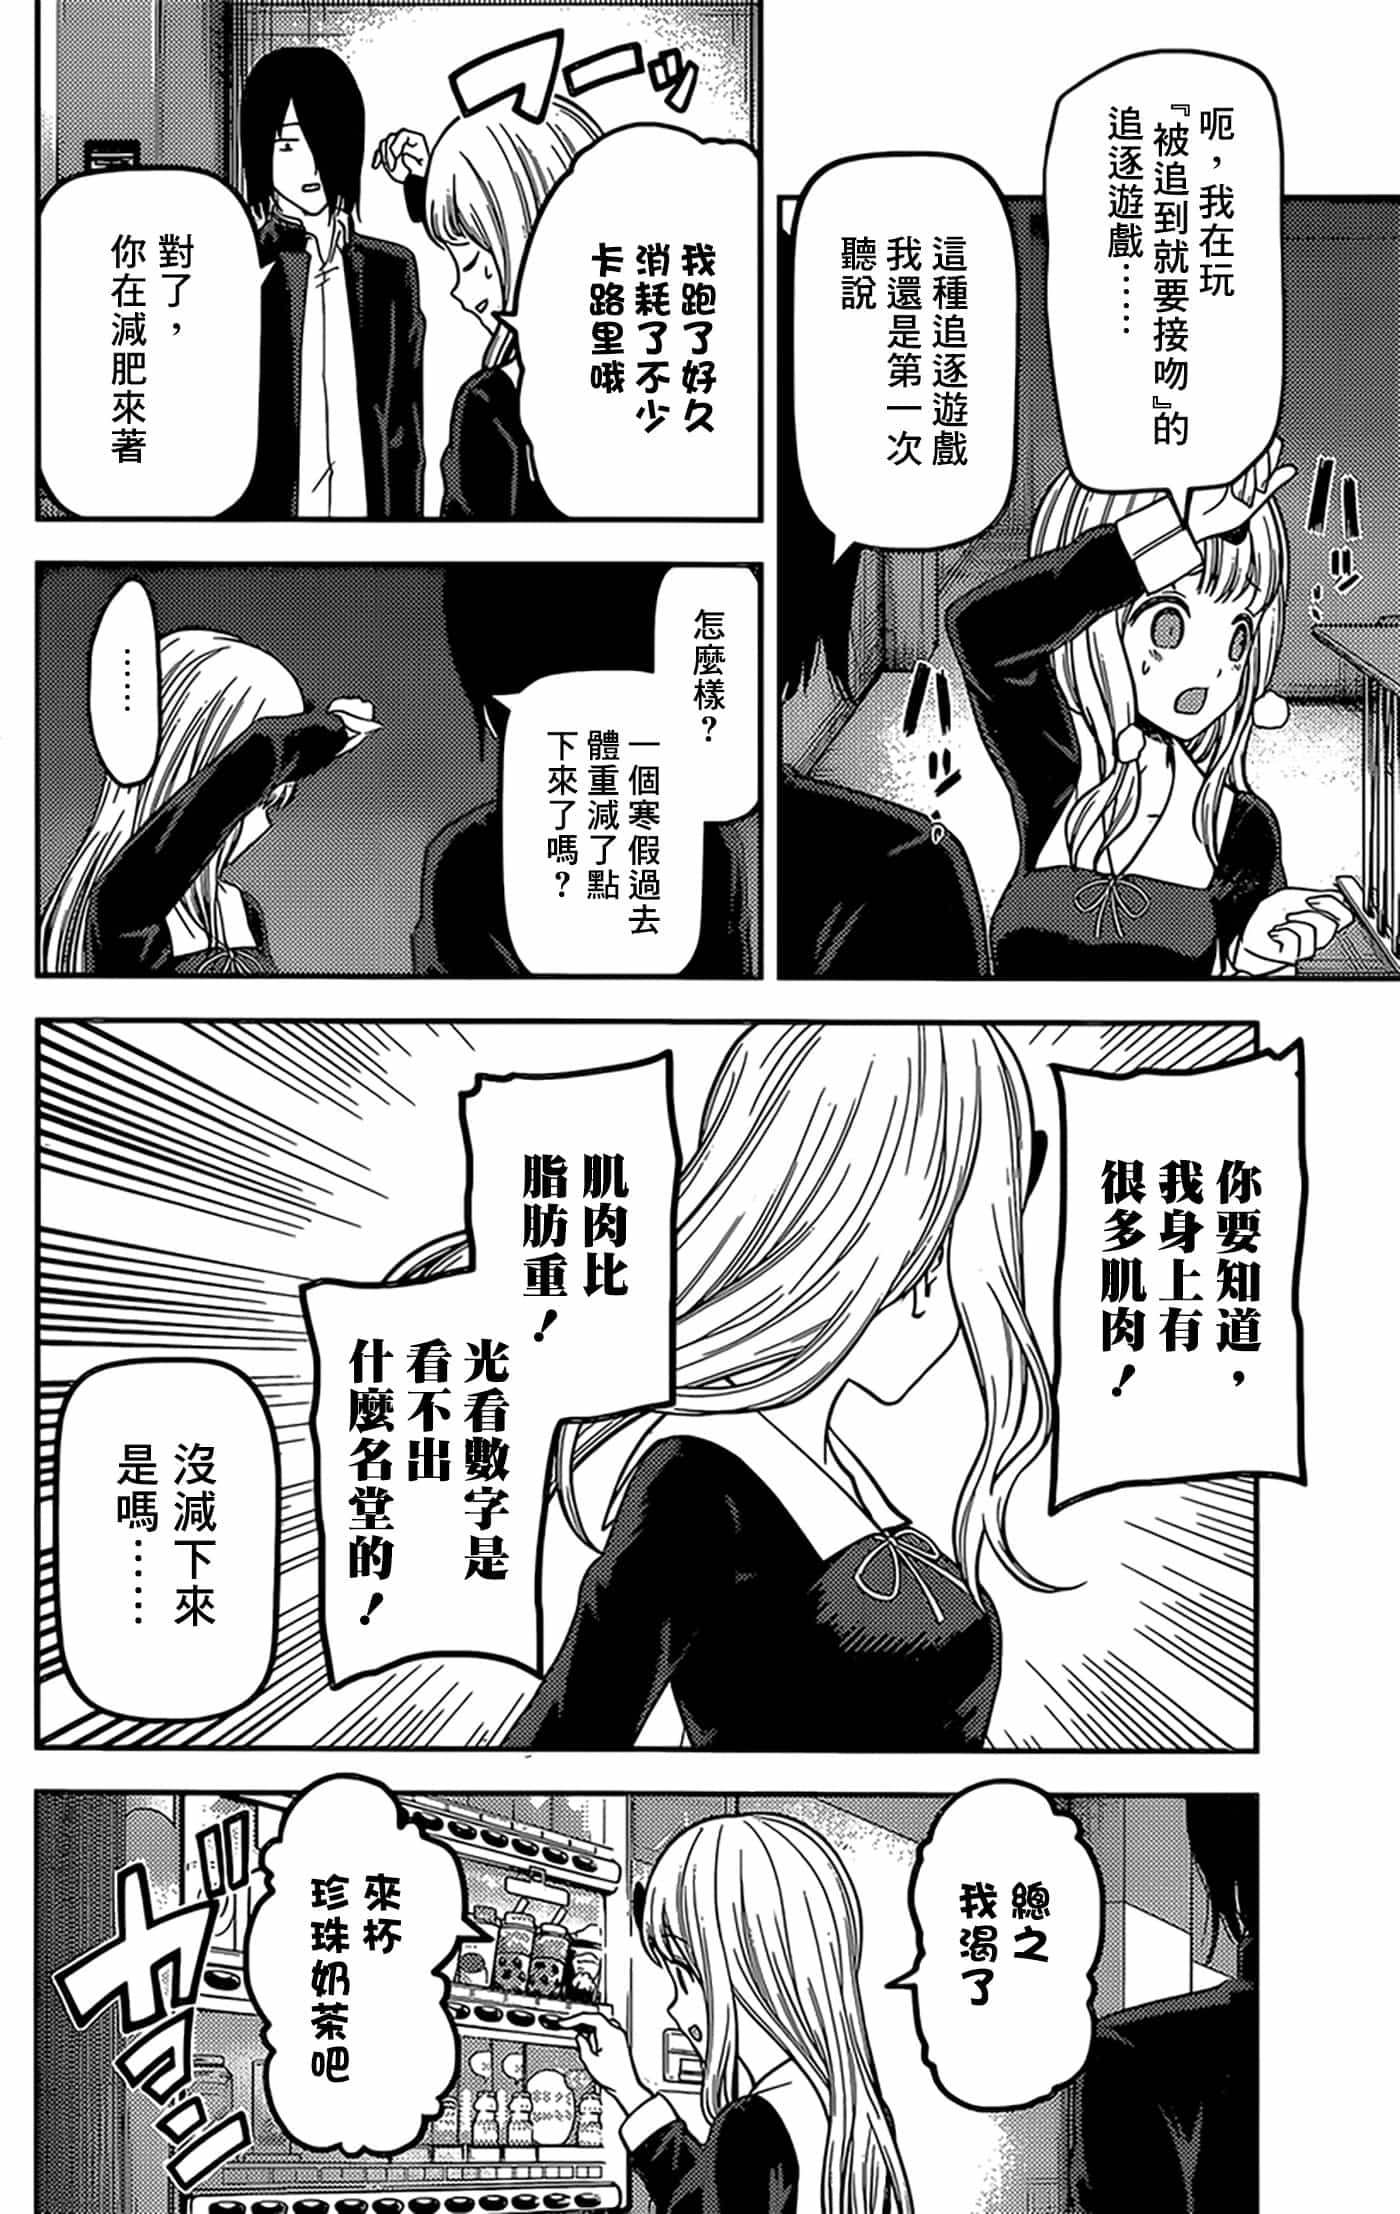 呃，我在玩
『被追到就要接吻』的
追逐遊戲……
這種追逐遊戲
我還是第一次
聽說
フーッ
我跑了好久
消耗了不少
卡路里哦
對了，
你在減肥來著
怎麼樣？
一個寒假過去
體重減了點
下來了嗎？
……
你要知道，
我身上有
很多肌肉！
肌肉比
脂肪重！
光看數字是
看不出
什麼名堂的！
沒減下來
是嗎……
總之
我渴了
來杯
珍珠奶茶吧
ガシャン